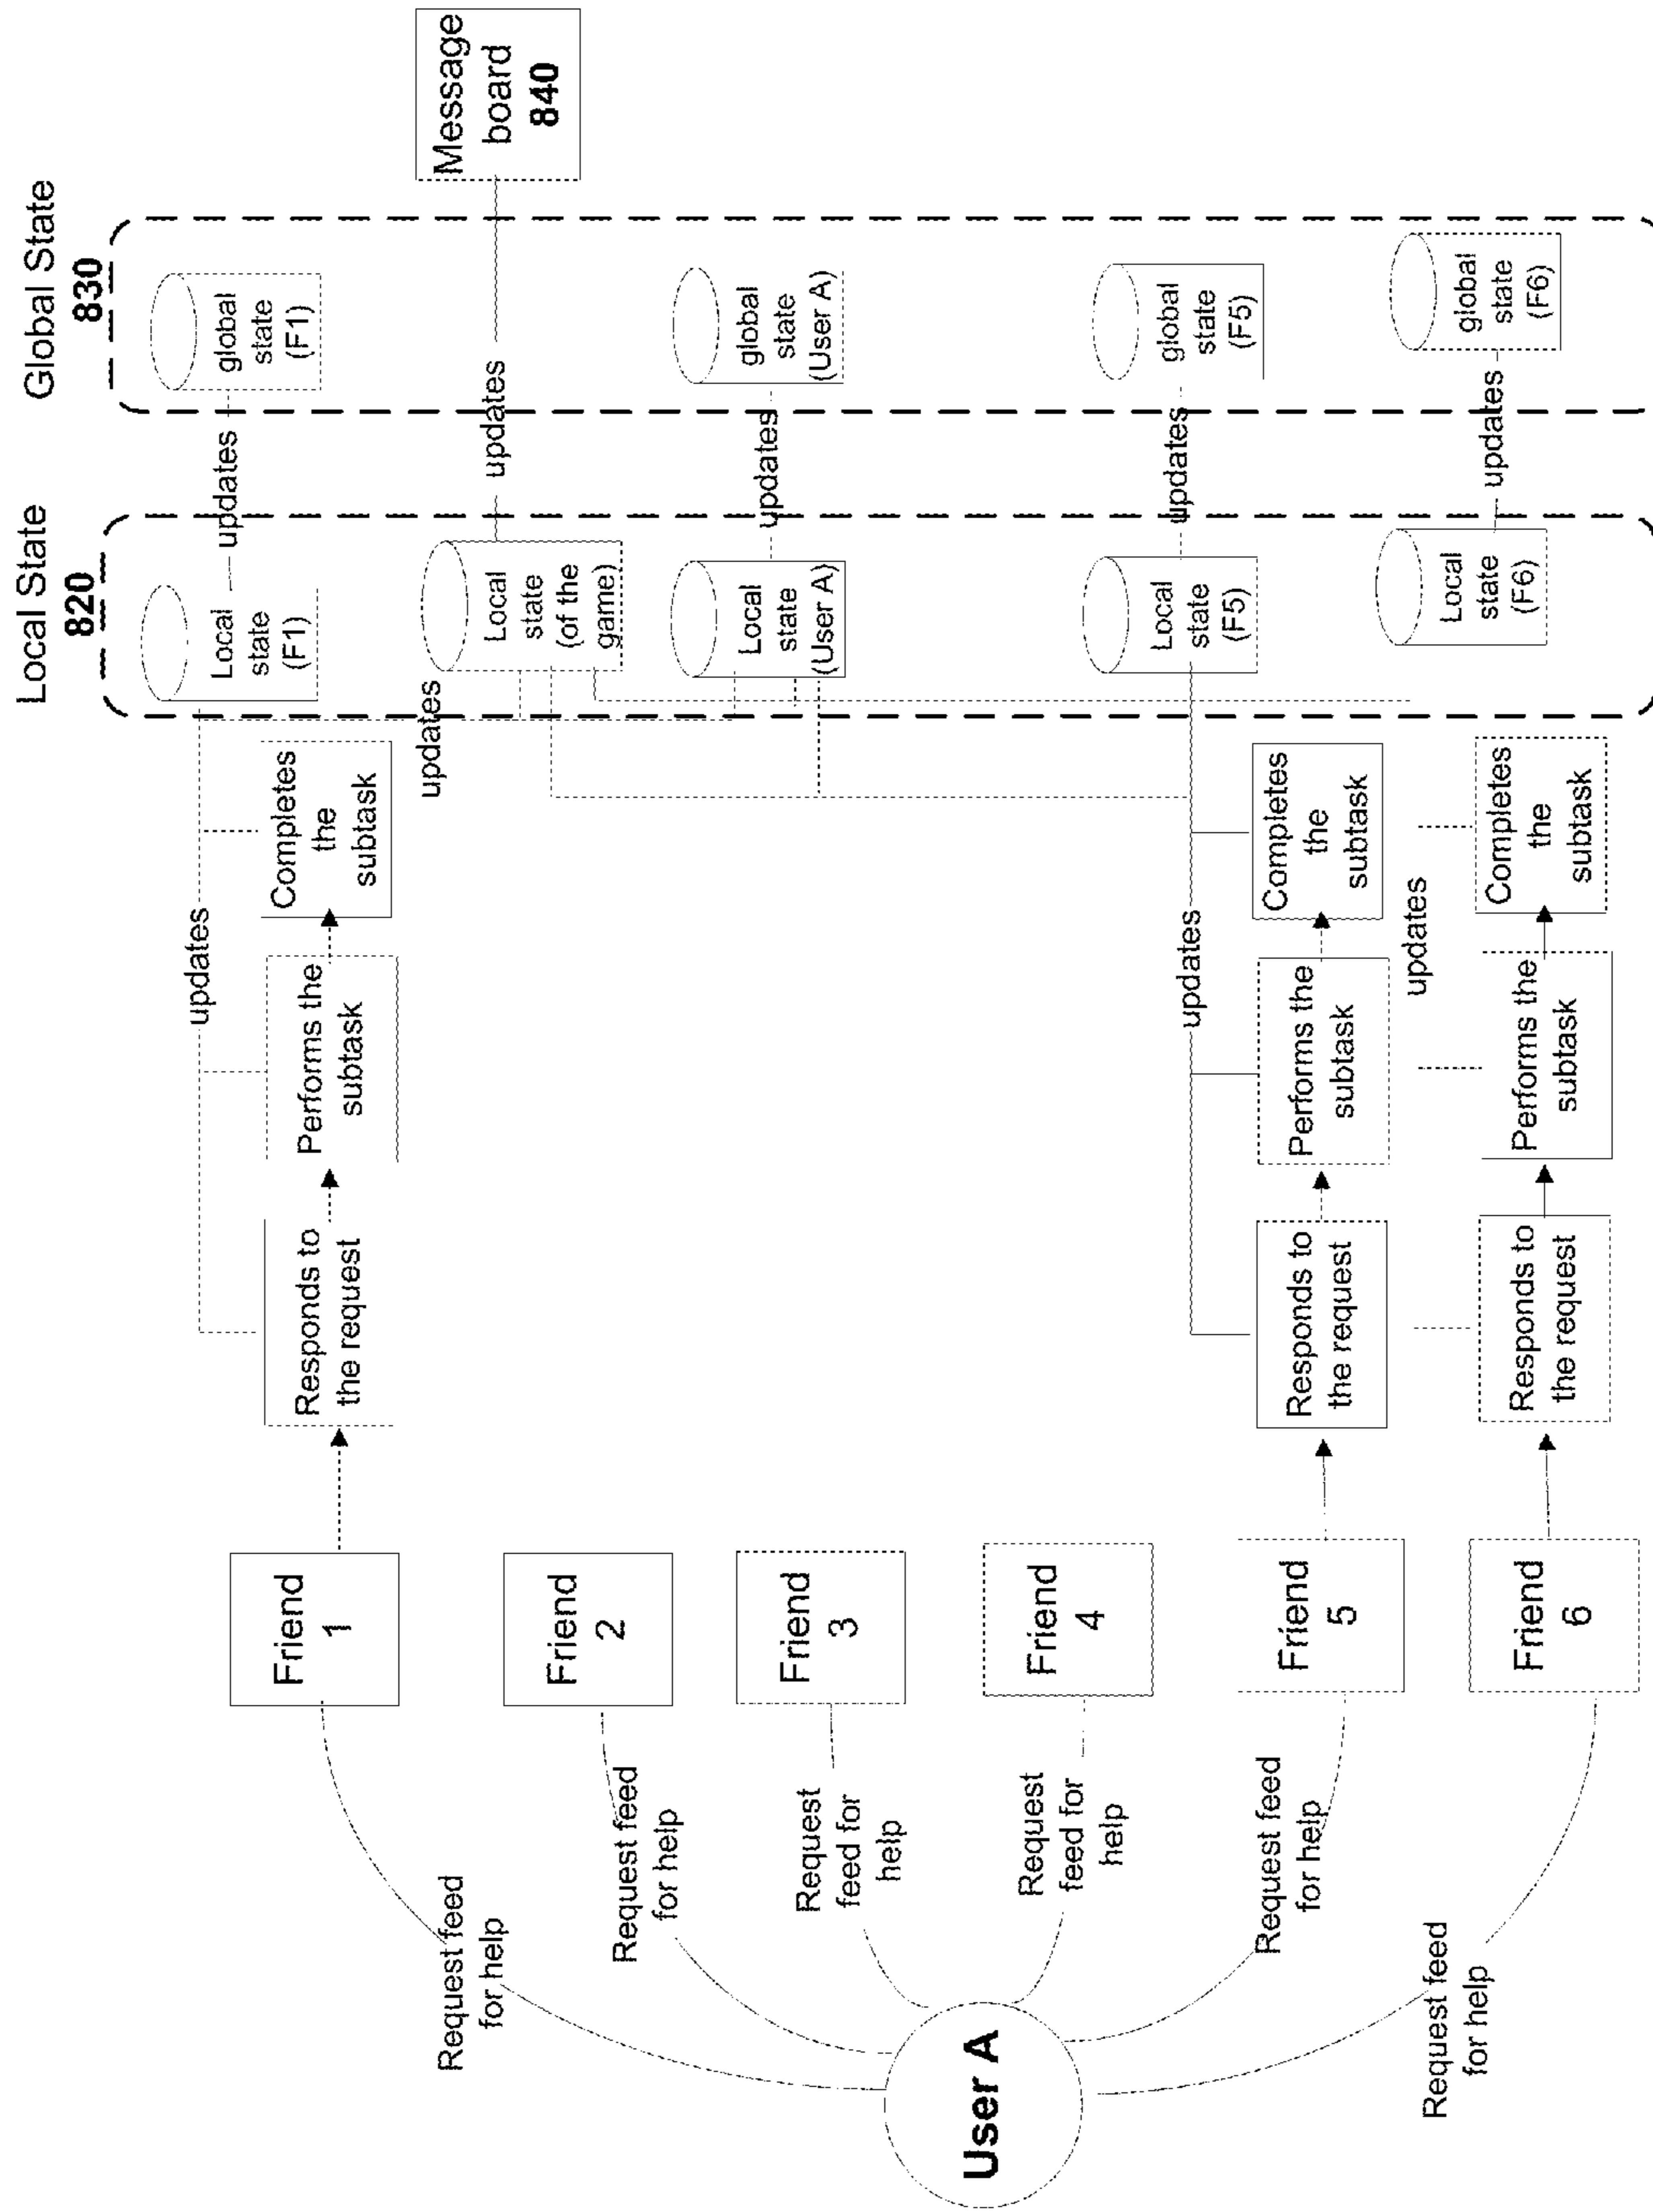 Local State
820
Global State
830
User A
Request feed
for help
Request feed
for help
Request
feed for
help
Request
feed for
help
Request feed
for help
Request feed
for help
Friend
1
Friend
2
Friend
3
Friend
4
Friend
5
Friend
6
Responds to
the request
Performs the
subtask
Completes
the
subtask
updates
updates
Responds to
the request
Performs the
subtask
Completes
the
subtask
updates
Responds to
the request
Performs the
subtask
Completes
the
subtask
updates
Local
state
(F1)
updates
global
state
(F1)
Local
state
(of the
game)
updates
Message
board
840
Local
state
(User A)
updates
global
state
(User A)
Local
state
(F5)
updates
global
state
(F5)
Local
state
(F6)
updates
global
state
(F6)